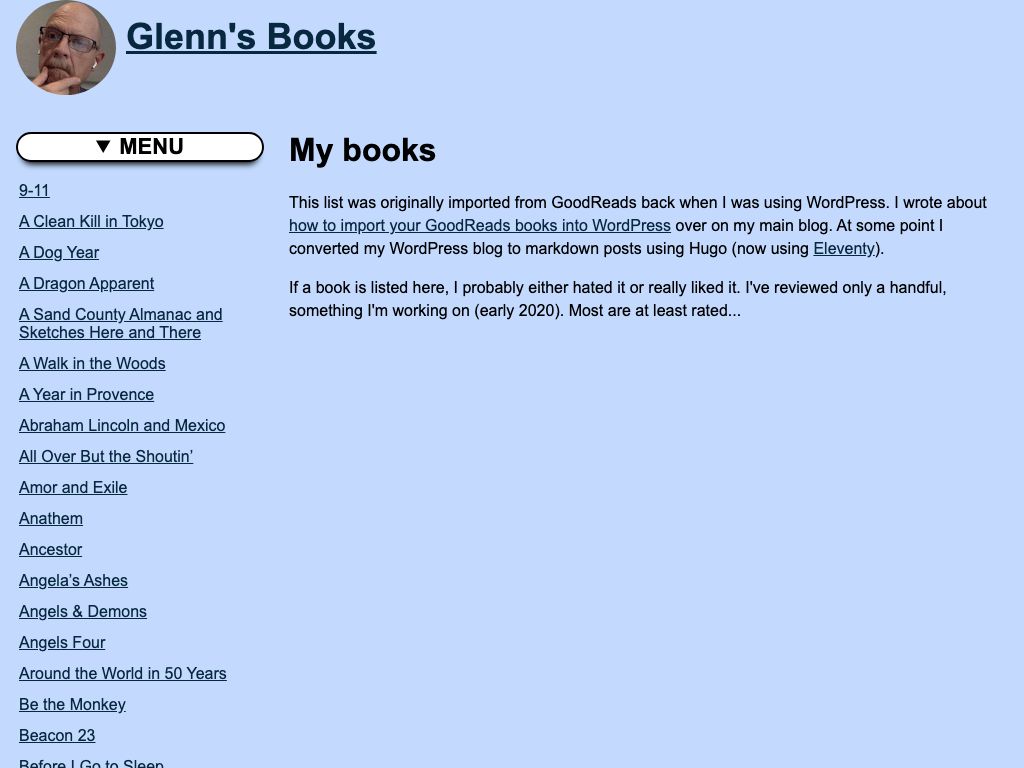 Glenn's Books
▼ MENU
9-11
A Clean Kill in Tokyo
A Dog Year
A Dragon Apparent
A Sand County Almanac and
Sketches Here and There
A Walk in the Woods
A Year in Provence
Abraham Lincoln and Mexico
All Over But the Shoutin’
Amor and Exile
Anathem
Ancestor
Angela’s Ashes
Angels & Demons
Angels Four
Around the World in 50 Years
Be the Monkey
Beacon 23
Before I Go to Sleep
My books
This list was originally imported from GoodReads back when I was using WordPress. I wrote about
how to import your GoodReads books into WordPress over on my main blog. At some point I
converted my WordPress blog to markdown posts using Hugo (now using Eleventy).
If a book is listed here, I probably either hated it or really liked it. I've reviewed only a handful,
something I'm working on (early 2020). Most are at least rated...